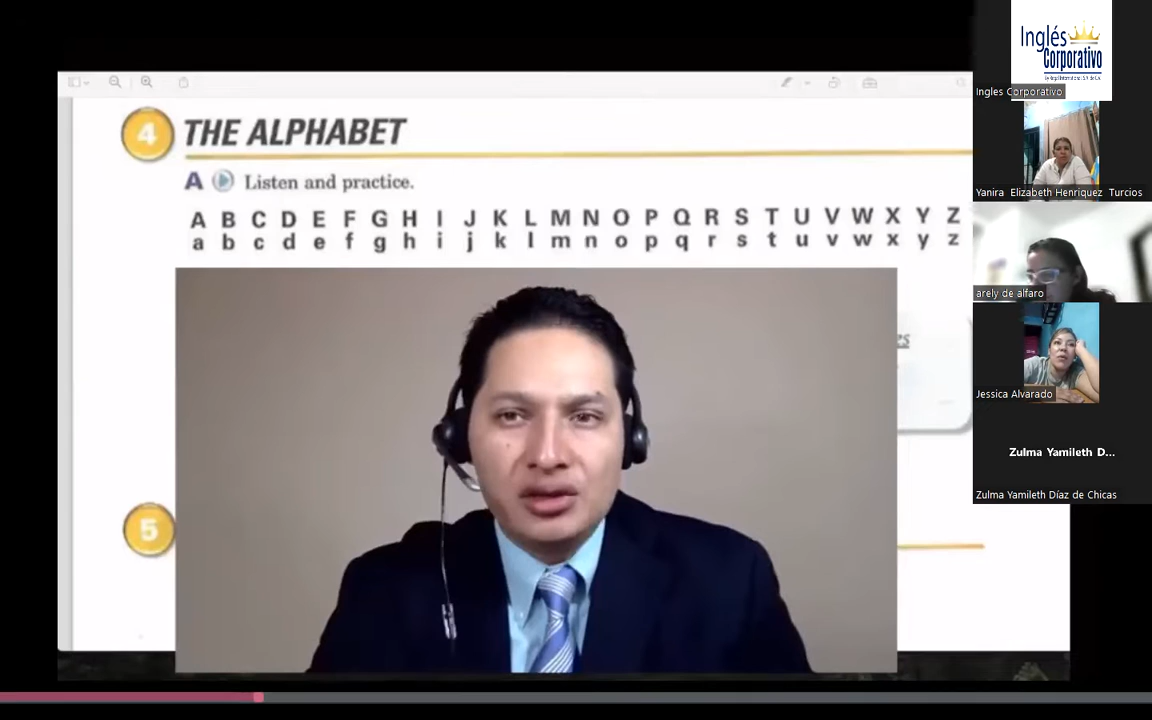 4 THE ALPHABET
A Listen and practice.
A B C D E F G H I J K L M N O P Q R S T U V W X Y Z
a b c d e f g h i j k l m n o p q r s t u v w x y z
5
Inglés
Corporativo
Ingles Corporativo
Yanira Elizabeth Henriquez Turcios
arely de alfaro
Jessica Alvarado
Zulma Yamileth D...
Zulma Yamileth Díaz de Chicas